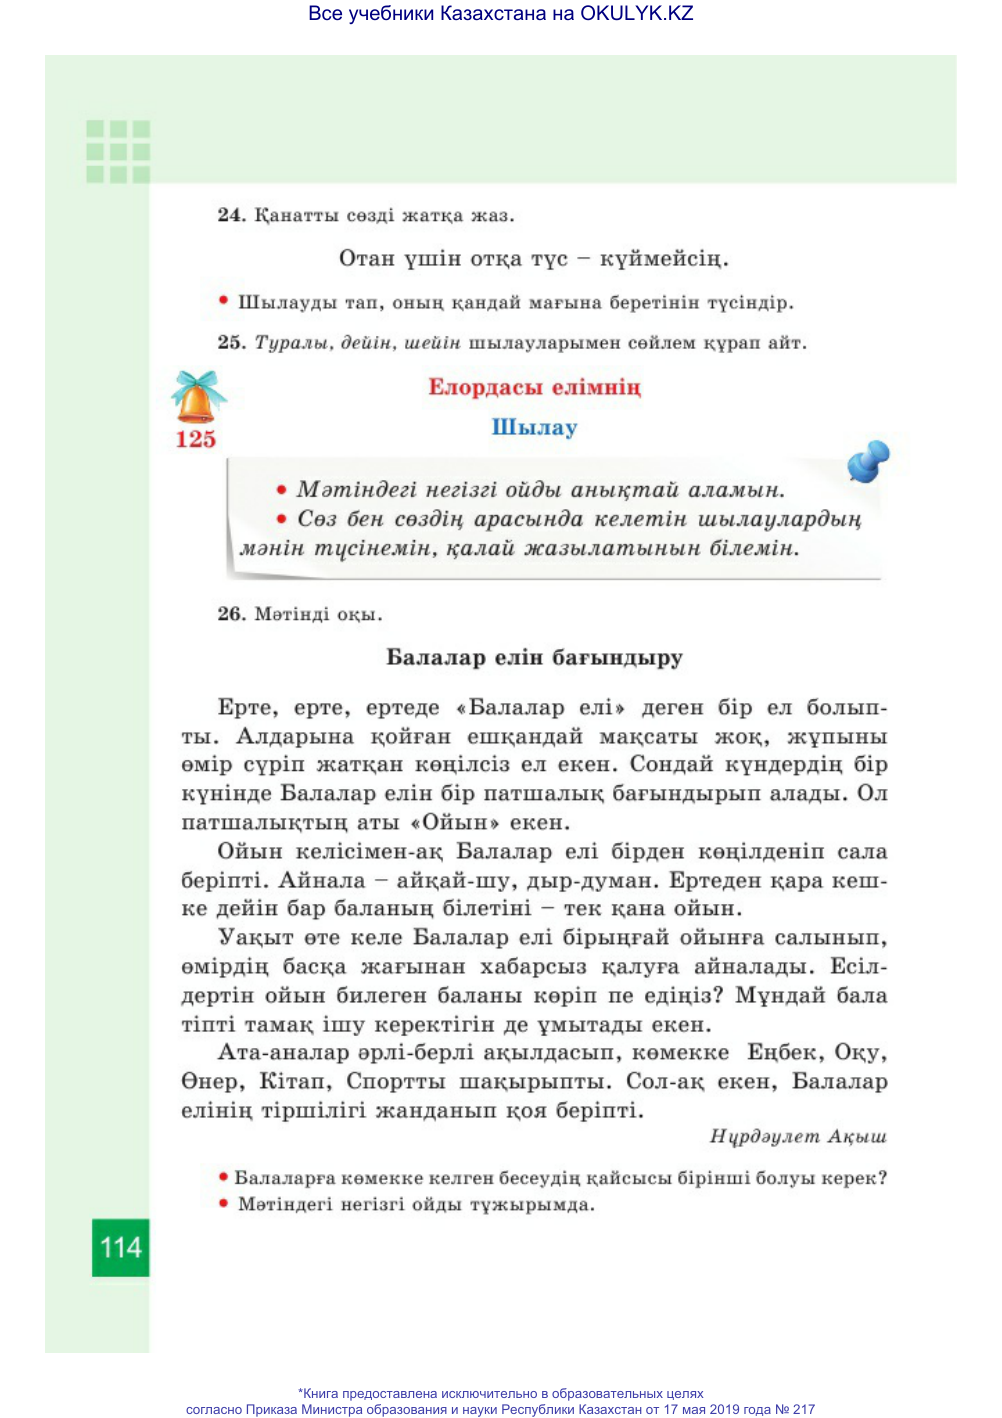 Все учебники Казахстана на OKULYK.KZ
24. Қанатты сөзді жатқа жаз.
Отан үшін отқа түс – күймейсің.
• Шылауды тап, оның қандай мағына беретінін түсіндір.
25. Туралы, дейін, шейін шылауларымен сөйлем құрап айт.
Елордасы елімнің
Шылау
125
• Мәтіндегі негізгі ойды анықтай аламын.
• Сөз бен сөздің арасында келетін шылаулардың
мәнін түсінемін, қалай жазылатынын білемін.
26. Мәтінді оқы.
Балалар елін бағындыру
Ерте, ерте, ертеде «Балалар елі» деген бір ел болып-
ты. Алдарына қойған ешқандай мақсаты жоқ, жұпыны
өмір сүріп жатқан көңілсіз ел екен. Сондай күндердің бір
күнінде Балалар елін бір патшалық бағындырып алады. Ол
патшалықтың аты «Ойын» екен.
Ойын келісімен-ақ Балалар елі бірден көңілденіп сала
беріпті. Айнала – айқай-шу, дыр-думан. Ертеден қара кеш-
ке дейін бар баланың білетіні – тек қана ойын.
Уақыт өте келе Балалар елі бірыңғай ойынға салынып,
өмірдің басқа жағынан хабарсыз қалуға айналады. Есіл-
дертін ойын билеген баланы көріп пе едіңіз? Мұндай бала
тіпті тамақ ішу керектігін де ұмытады екен.
Ата-аналар әрлі-берлі ақылдасып, көмекке Еңбек, Оқу,
Өнер, Кітап, Спортты шақырыпты. Сол-ақ екен, Балалар
елінің тіршілігі жанданып қоя беріпті.
Нұрдәулет Ақыш
• Балаларға көмекке келген бесеудің қайсысы бірінші болуы керек?
• Мәтіндегі негізгі ойды тұжырымда.
114
*Книга предоставлена исключительно в образовательных целях
согласно Приказа Министра образования и науки Республики Казахстан от 17 мая 2019 года № 217